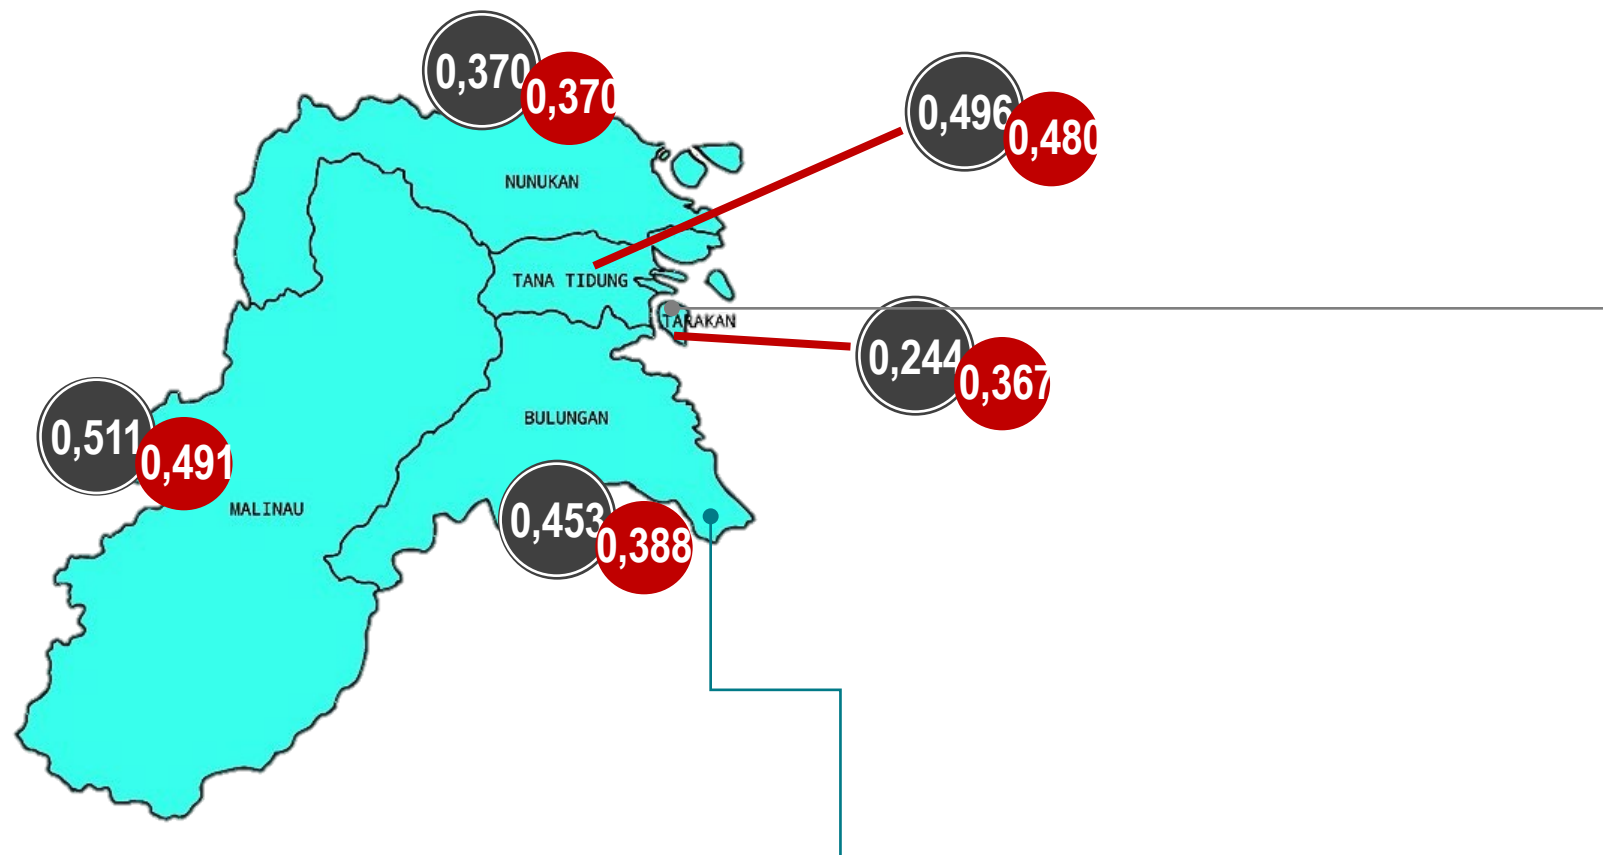 0,370
0,370
0,496
0,480
NUNUKAN
TANA TIDUNG
TARAKAN
0,244
0,367
BULUNGAN
0,511
0,491
MALINAU
0,453
0,388